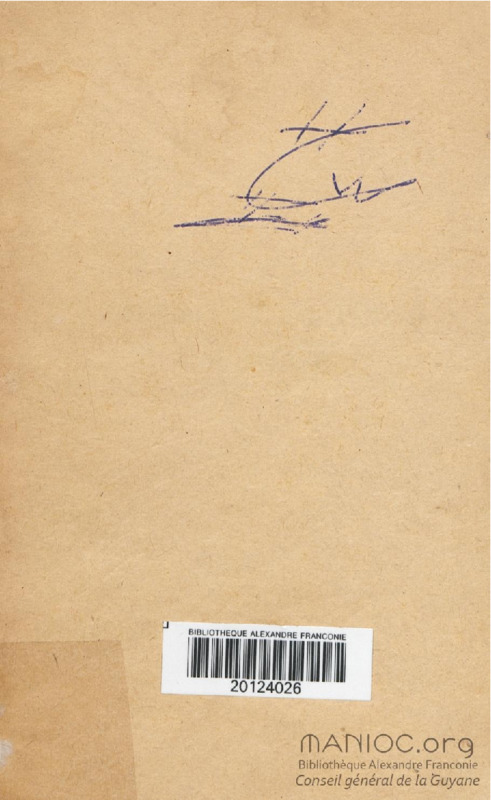 BIBLIOTHEQUE ALEXANDRE FRANCONIE
20124026
MANIOC.org
Bibliothèque Alexandre Franconie
Conseil général de la Guyane